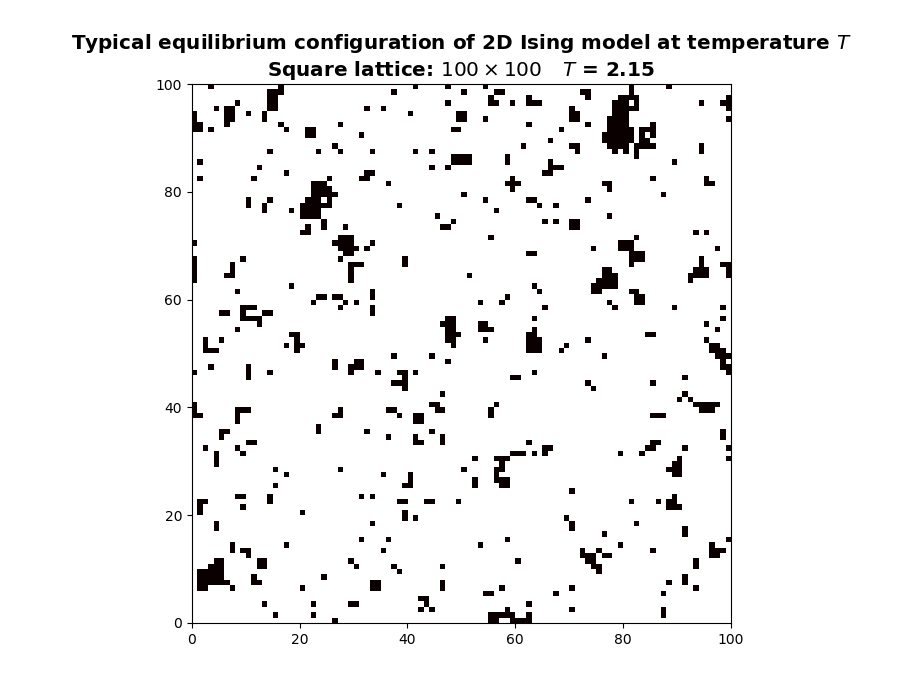 Typical equilibrium configuration of 2D Ising model at temperature T
Square lattice: 100 × 100 T = 2.15
100
80
60
40
20
0
0 20 40 60 80 100